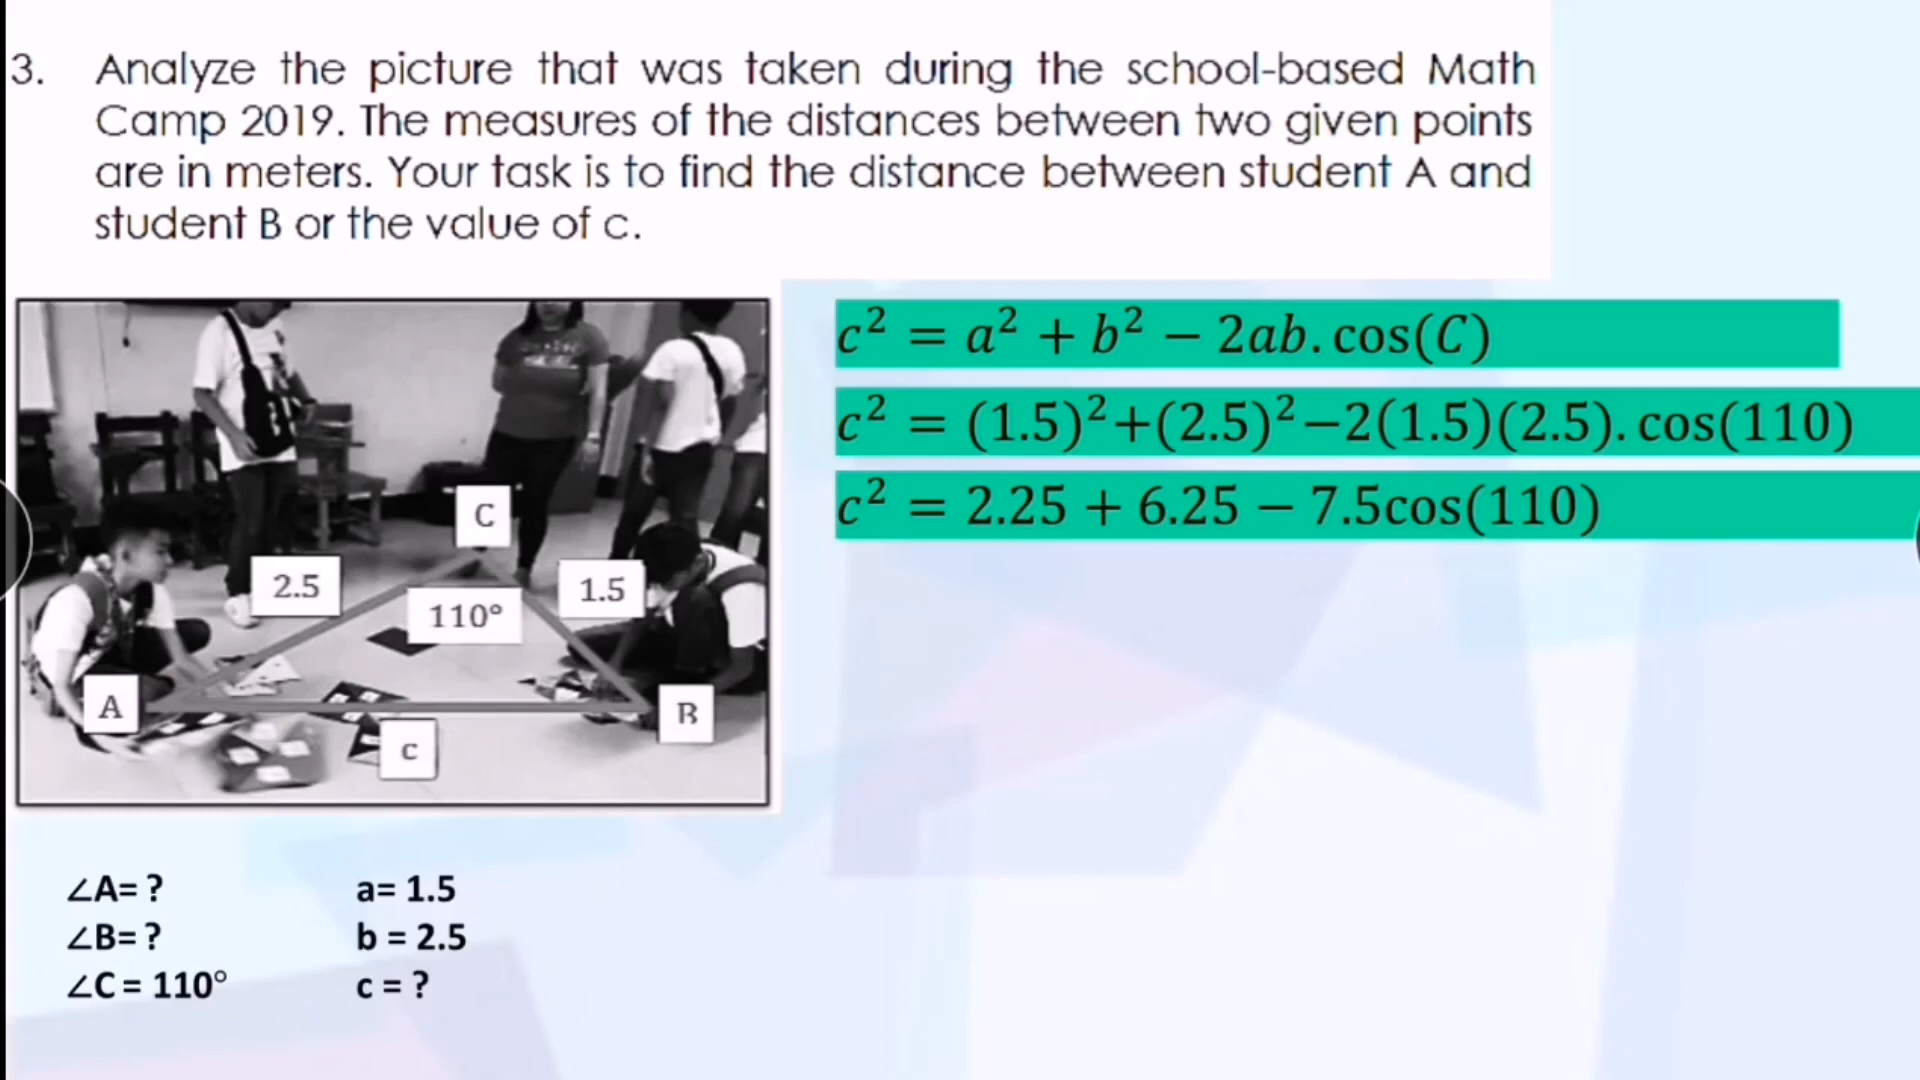 3. Analyze the picture that was taken during the school-based Math
Camp 2019. The measures of the distances between two given points
are in meters. Your task is to find the distance between student A and
student B or the value of c.
c² = a² + b² − 2ab. cos(C)
c² = (1.5)²+(2.5)²−2(1.5)(2.5). cos(110)
c² = 2.25 + 6.25 − 7.5cos(110)
C
2.5
1.5
110°
A
B
c
∠A= ?
a= 1.5
∠B= ?
b = 2.5
∠C = 110°
c = ?